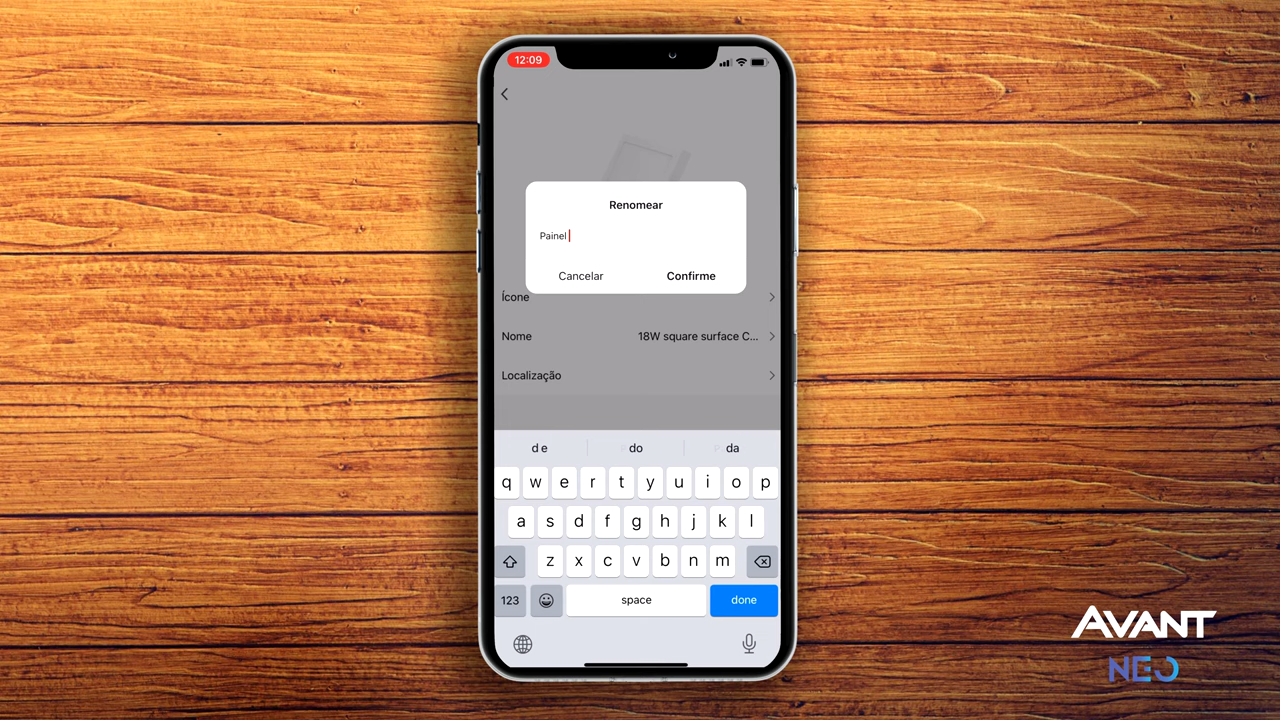 12:09
Renomear
Painel
Cancelar
Confirme
Ícone
Nome
18W square surface C...
Localização
de
do
da
q w e r t y u i o p
a s d f g h j k l
z x c v b n m
123
space
done
AVANT
NEO